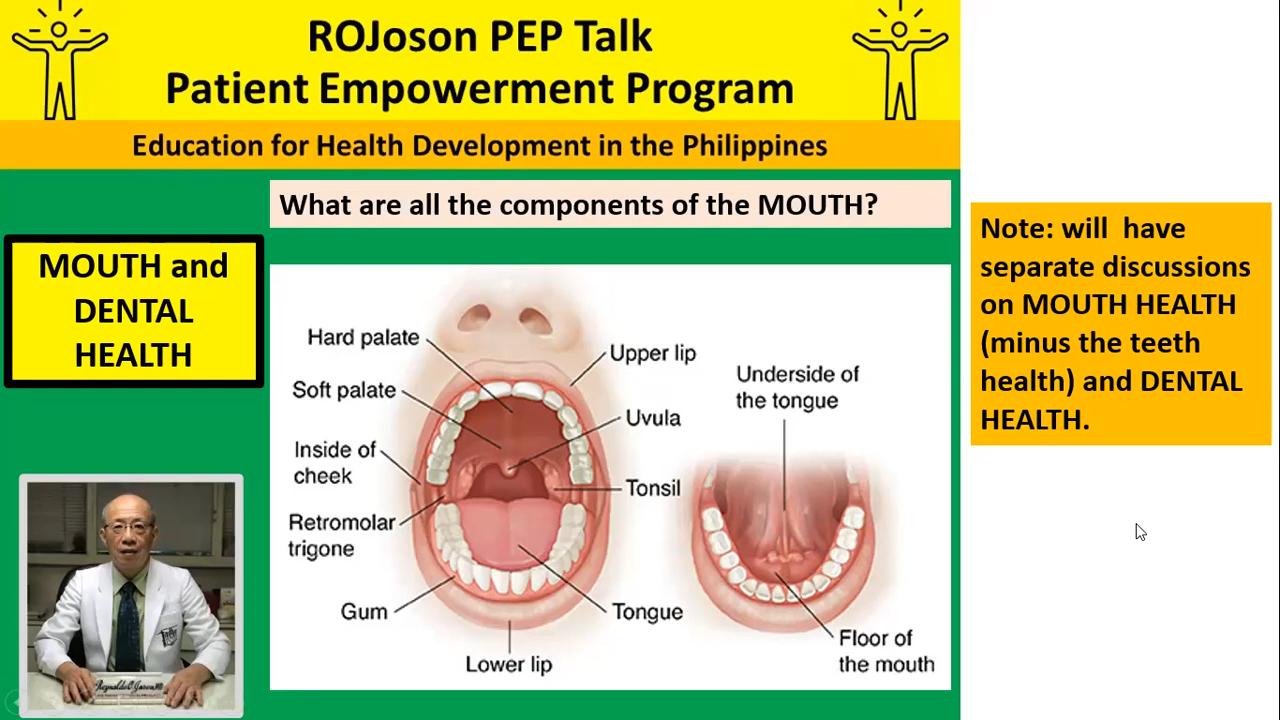 ROJoson PEP Talk
Patient Empowerment Program
Education for Health Development in the Philippines
What are all the components of the MOUTH?
MOUTH and
DENTAL
HEALTH
Hard palate
Soft palate
Inside of
cheek
Retromolar
trigone
Gum
Lower lip
Upper lip
Uvula
Tonsil
Tongue
Underside of
the tongue
Floor of
the mouth
Note: will have
separate discussions
on MOUTH HEALTH
(minus the teeth
health) and DENTAL
HEALTH.